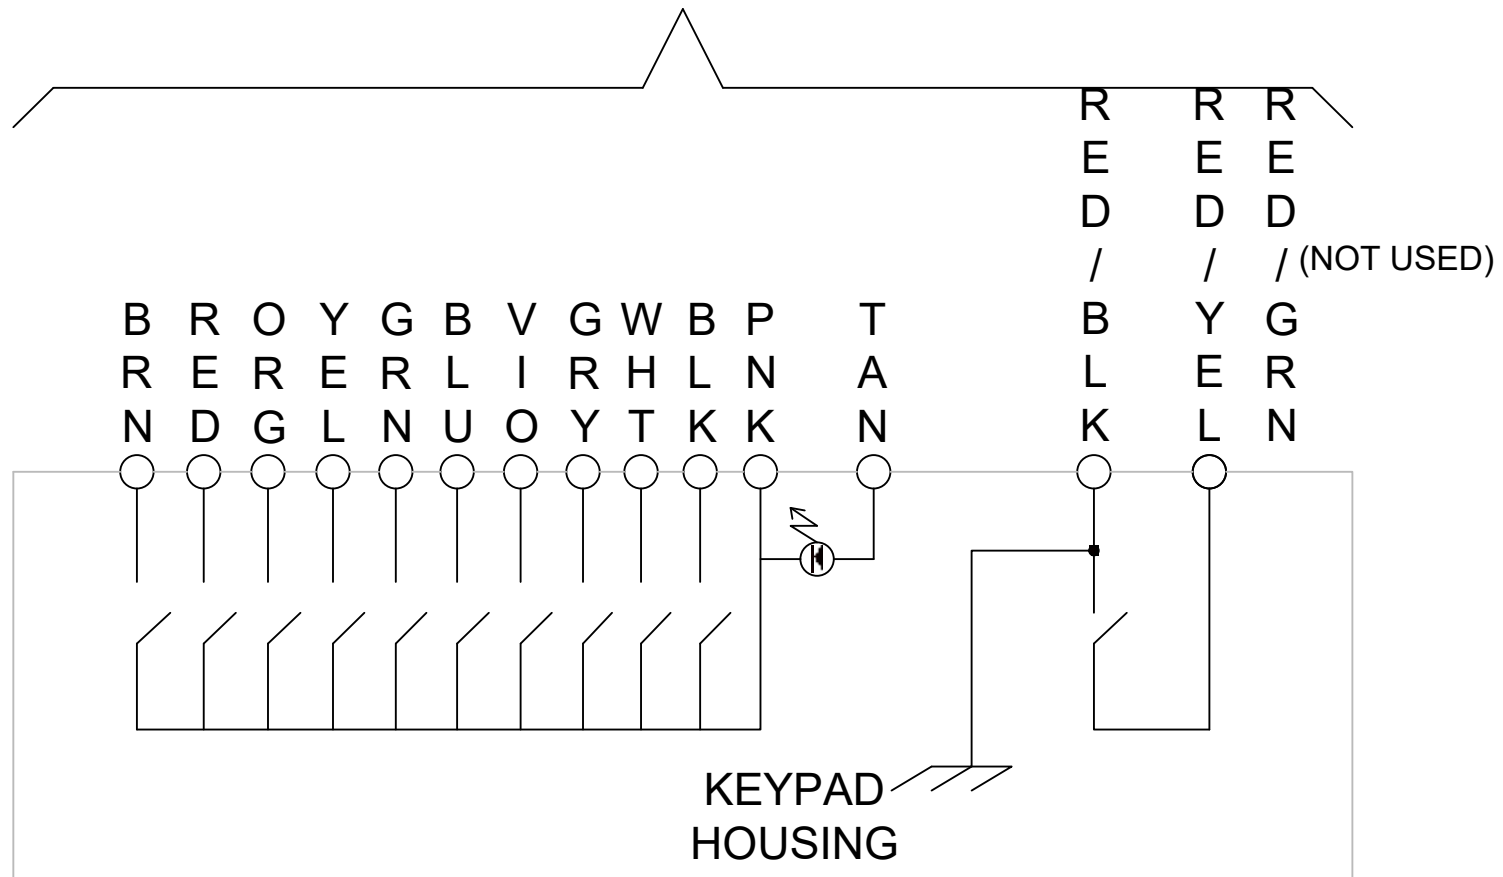 RED/BLK
RED/YEL
RED/GRN
(NOT USED)
BRN
RED
ORG
YEL
GRN
BLU
VIO
GRY
WHT
BLK
PNK
TAN
KEYPAD
HOUSING